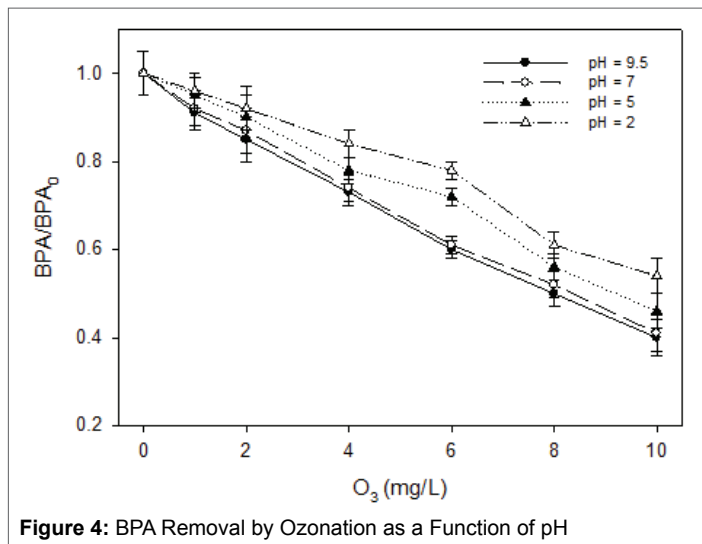 pH = 9.5
pH = 7
pH = 5
pH = 2
1.0
0.8
0.6
0.4
0.2
BPA/BPA₀
0 2 4 6 8 10
O₃ (mg/L)
Figure 4: BPA Removal by Ozonation as a Function of pH